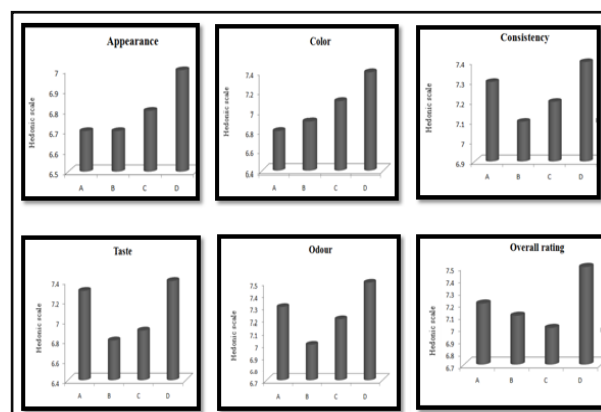 Appearance
Hedonic scale
7
6.9
6.8
6.7
6.6
6.5
A B C D
Color
Hedonic scale
7.4
7.2
7
6.8
6.6
6.4
A B C D
Consistency
Hedonic scale
7.4
7.3
7.2
7.1
7
6.9
A B C D
Taste
Hedonic scale
7.4
7.2
7
6.8
6.6
6.4
A B C D
Odour
Hedonic scale
7.5
7.4
7.3
7.2
7.1
7
6.9
6.8
6.7
A B C D
Overall rating
Hedonic scale
7.5
7.4
7.3
7.2
7.1
7
6.9
6.8
6.7
A B C D